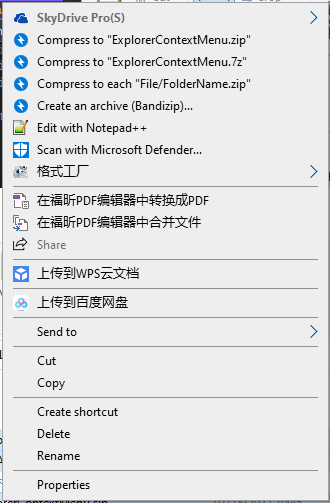 SkyDrive Pro(S)
Compress to "ExplorerContextMenu.zip"
Compress to "ExplorerContextMenu.7z"
Compress to each "File/FolderName.zip"
Create an archive (Bandizip)...
Edit with Notepad++
Scan with Microsoft Defender...
格式工厂
在福昕PDF编辑器中转换成PDF
在福昕PDF编辑器中合并文件
Share
上传到WPS云文档
上传到百度网盘
Send to
Cut
Copy
Create shortcut
Delete
Rename
Properties